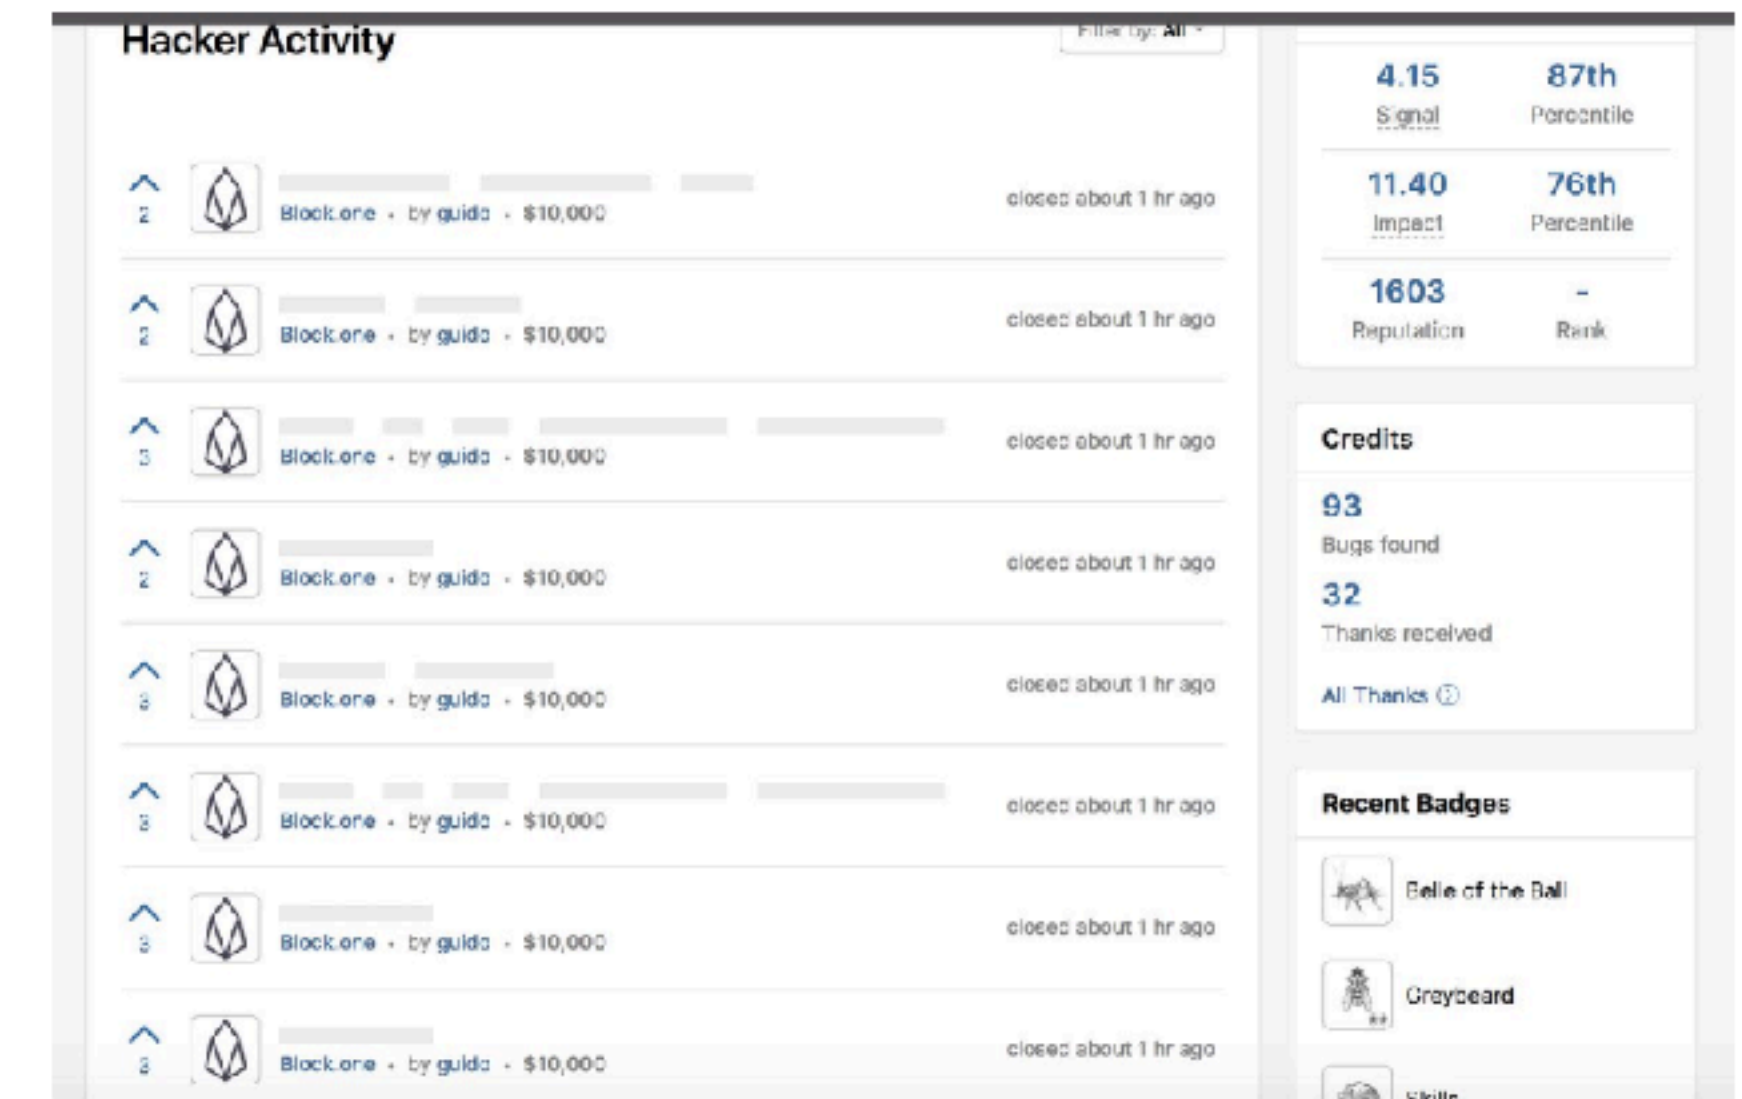 Hacker Activity
Filter by: All
2
Block.one · by guido · $10,000
closed about 1 hr ago
2
Block.one · by guido · $10,000
closed about 1 hr ago
3
Block.one · by guido · $10,000
closed about 1 hr ago
2
Block.one · by guido · $10,000
closed about 1 hr ago
3
Block.one · by guido · $10,000
closed about 1 hr ago
3
Block.one · by guido · $10,000
closed about 1 hr ago
3
Block.one · by guido · $10,000
closed about 1 hr ago
3
Block.one · by guido · $10,000
closed about 1 hr ago
4.15 87th
Signal Percentile
11.40 76th
Impact Percentile
1603 -
Reputation Rank
Credits
93
Bugs found
32
Thanks received
All Thanks
Recent Badges
Belle of the Ball
Greybeard
Skills